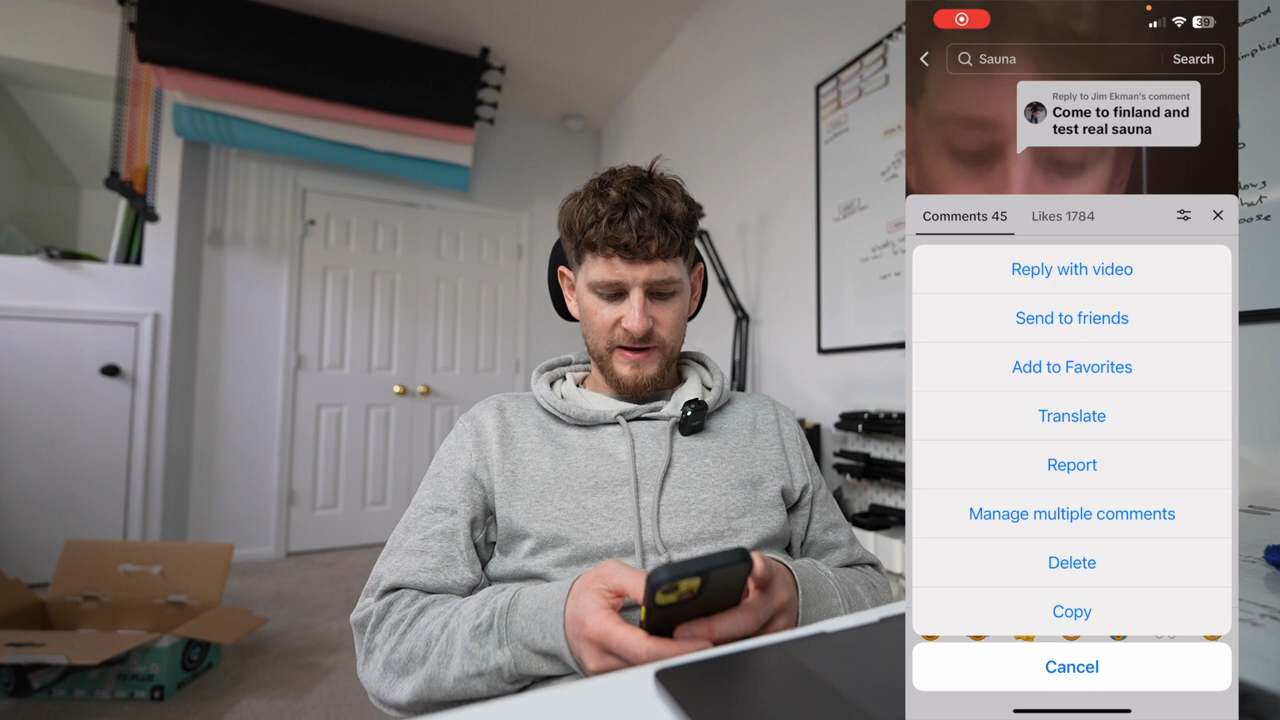 39
Sauna
Search
Reply to Jim Ekman's comment
Come to finland and
test real sauna
Comments 45
Likes 1784
Reply with video
Send to friends
Add to Favorites
Translate
Report
Manage multiple comments
Delete
Copy
Cancel